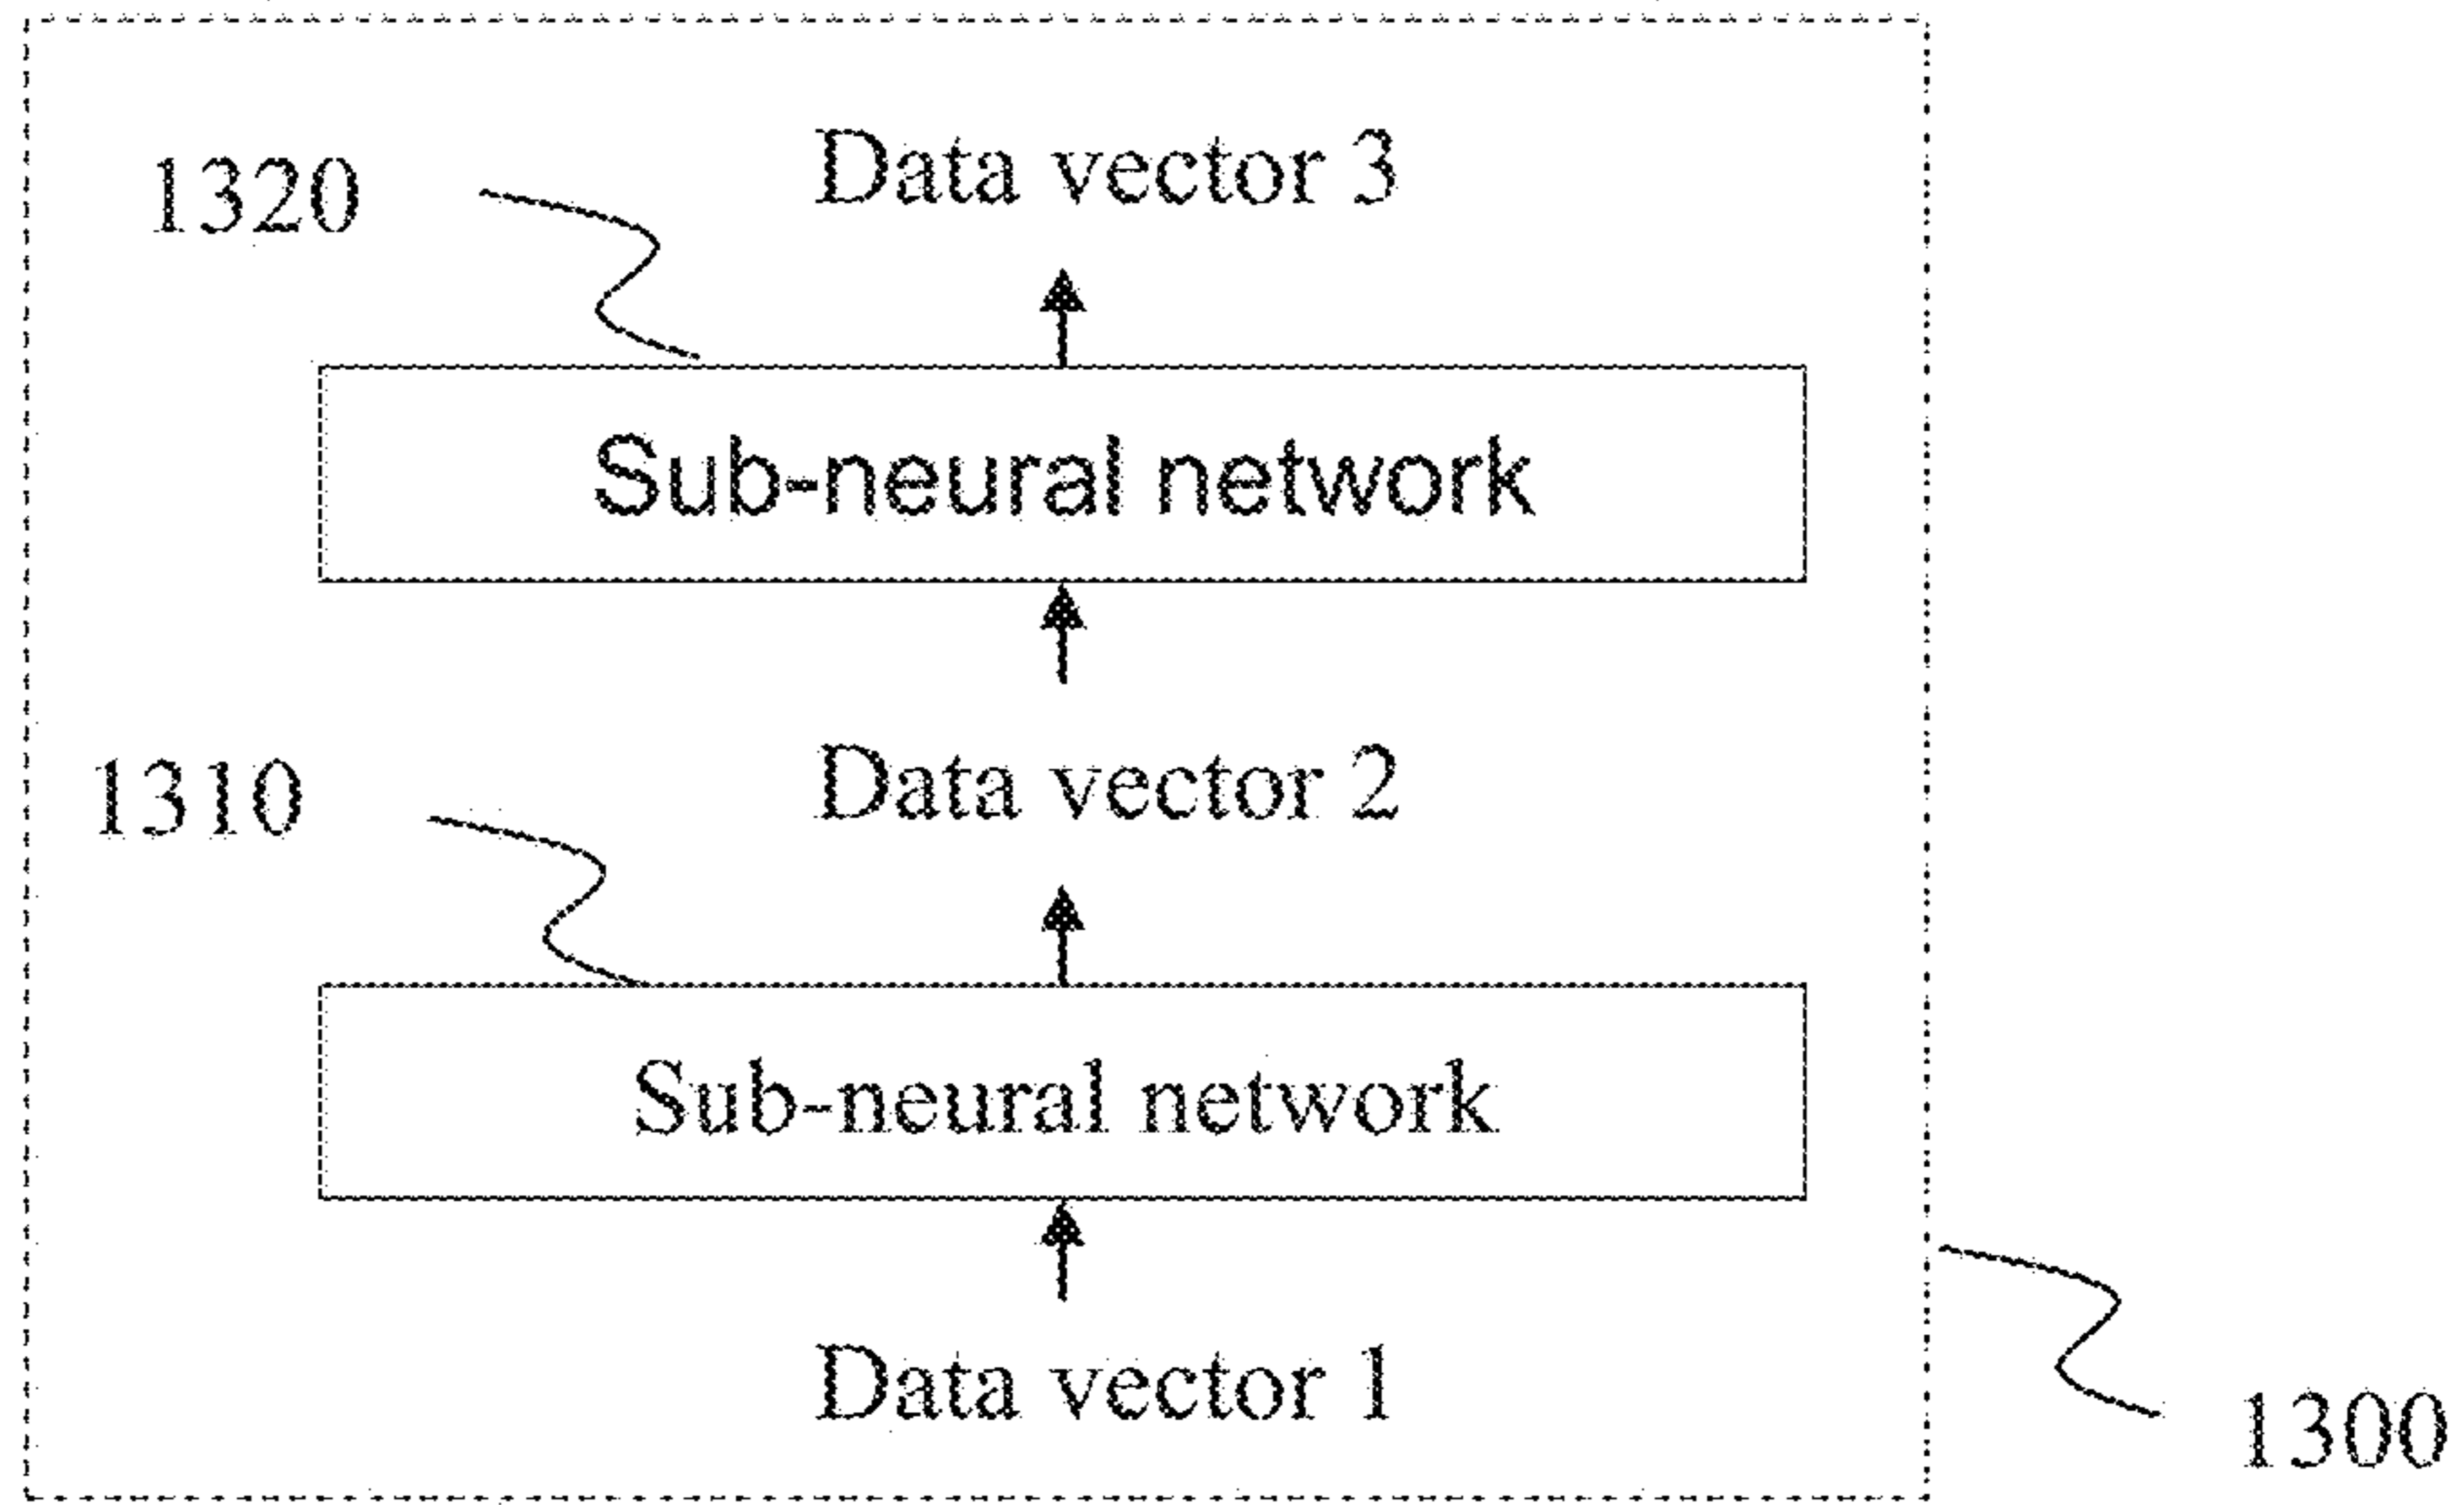 Data vector 3
1320
Sub-neural network
Data vector 2
1310
Sub-neural network
Data vector 1
1300